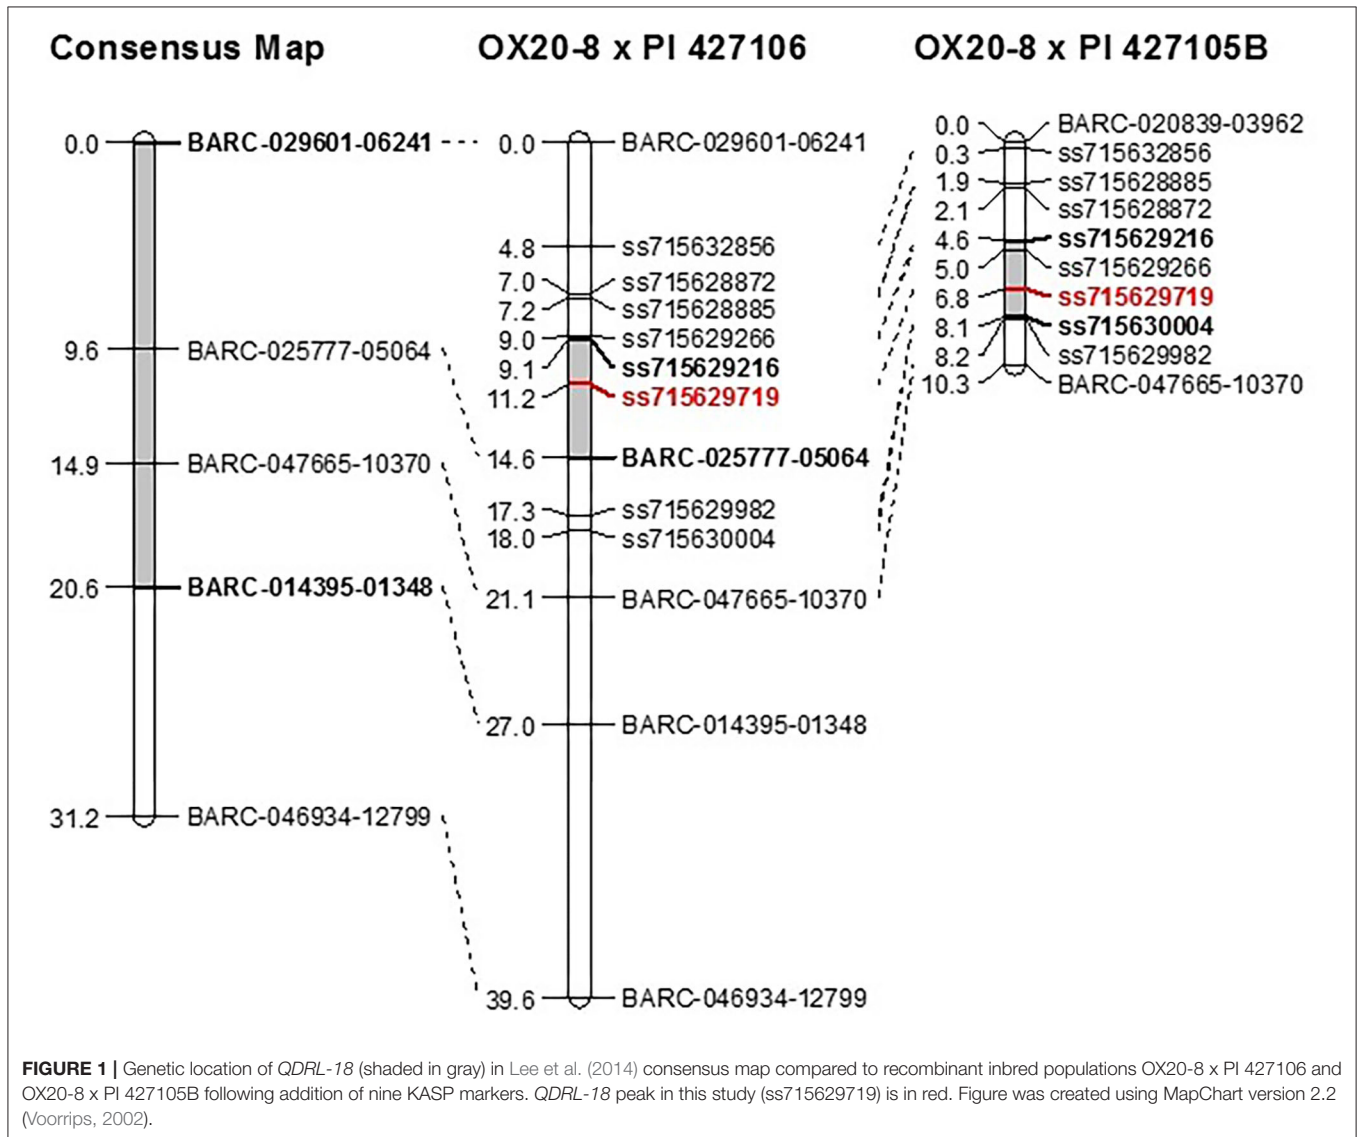 Consensus Map
0.0 BARC-029601-06241
9.6 BARC-025777-05064
14.9 BARC-047665-10370
20.6 BARC-014395-01348
31.2 BARC-046934-12799
OX20-8 x PI 427106
0.0 BARC-029601-06241
4.8 ss715632856
7.0 ss715628872
7.2 ss715628885
9.0 ss715629266
9.1 ss715629216
11.2 ss715629719
14.6 BARC-025777-05064
17.3 ss715629982
18.0 ss715630004
21.1 BARC-047665-10370
27.0 BARC-014395-01348
39.6 BARC-046934-12799
OX20-8 x PI 427105B
0.0 BARC-020839-03962
0.3 ss715632856
1.9 ss715628885
2.1 ss715628872
4.6 ss715629216
5.0 ss715629266
6.8 ss715629719
8.1 ss715630004
8.2 ss715629982
10.3 BARC-047665-10370
FIGURE 1 | Genetic location of QDRL-18 (shaded in gray) in Lee et al. (2014) consensus map compared to recombinant inbred populations OX20-8 x PI 427106 and
OX20-8 x PI 427105B following addition of nine KASP markers. QDRL-18 peak in this study (ss715629719) is in red. Figure was created using MapChart version 2.2
(Voorrips, 2002).